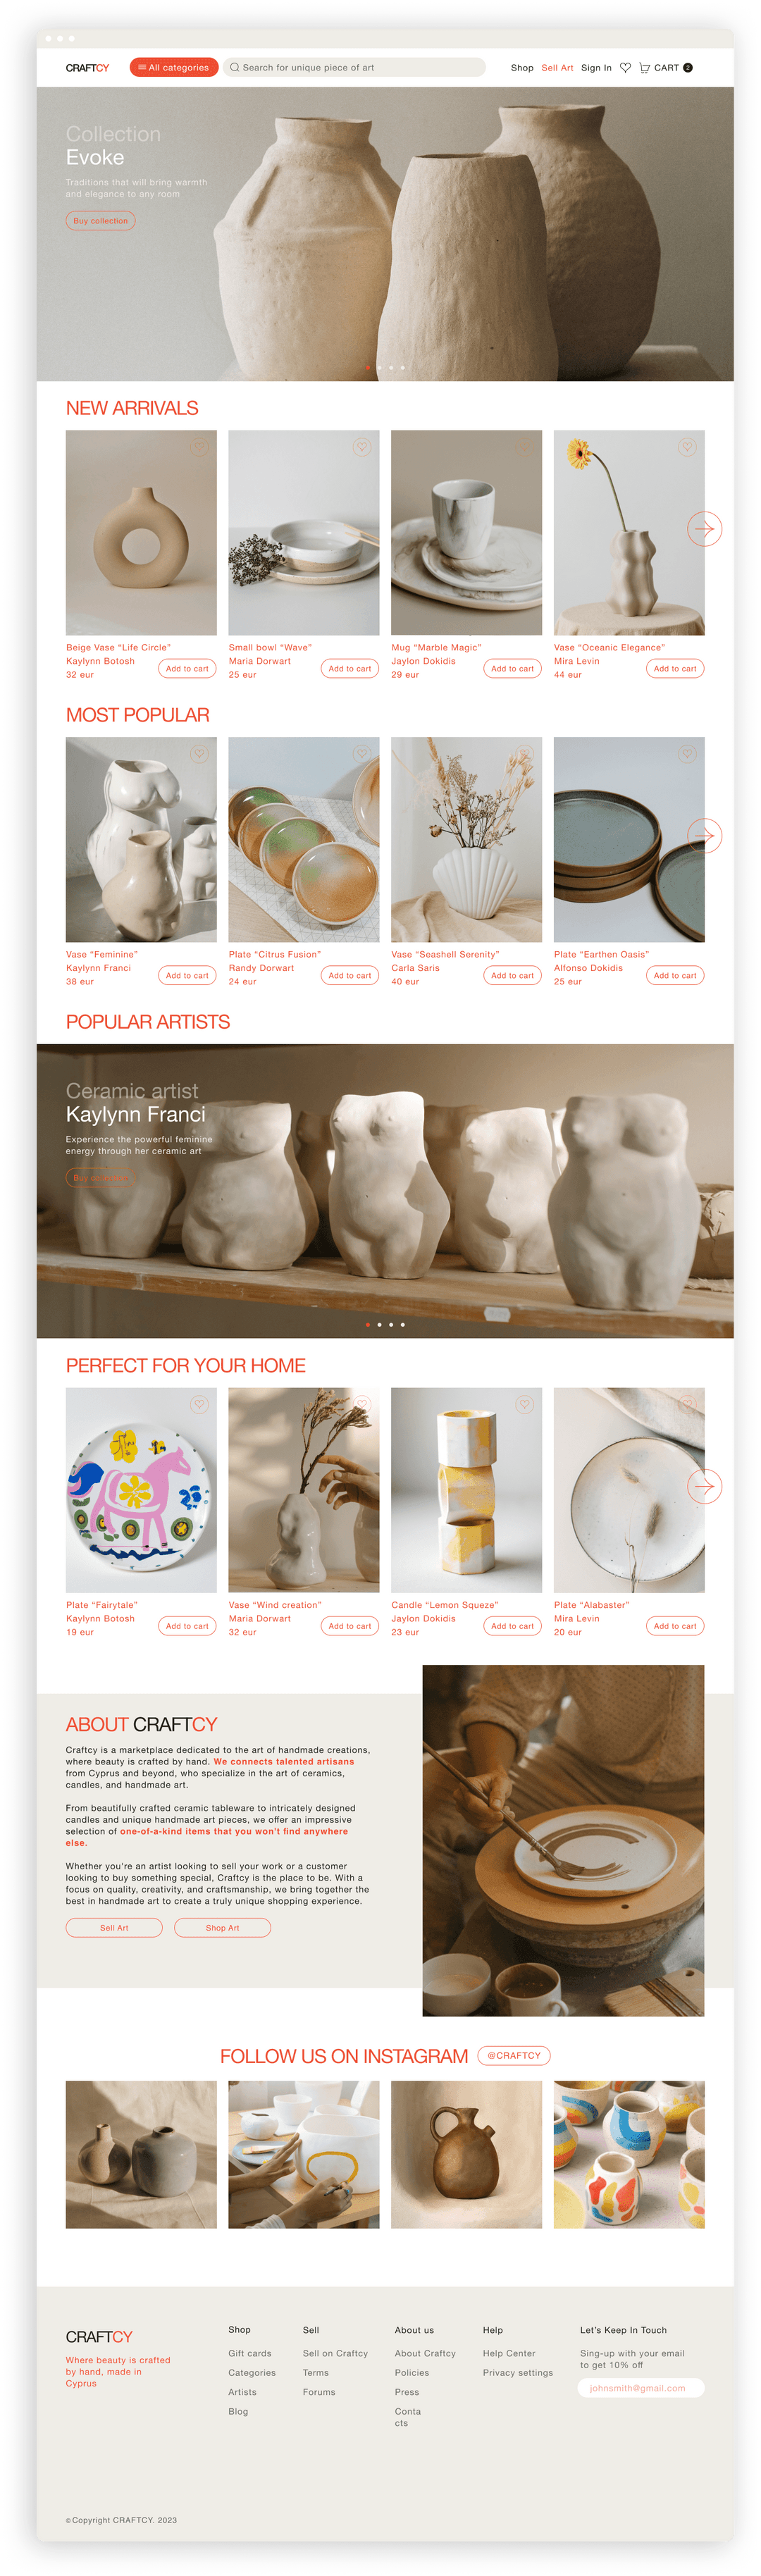 CRAFTCY
All categories
Search for unique piece of art
Shop
Sell Art
Sign In
CART 2
Collection
Evoke
Traditions that will bring warmth
and elegance to any room
Buy collection
NEW ARRIVALS
Beige Vase “Life Circle”
Kaylynn Botosh
32 eur
Add to cart
Small bowl “Wave”
Maria Dorwart
25 eur
Add to cart
Mug “Marble Magic”
Jaylon Dokidis
29 eur
Add to cart
Vase “Oceanic Elegance”
Mira Levin
44 eur
Add to cart
MOST POPULAR
Vase “Feminine”
Kaylynn Franci
38 eur
Add to cart
Plate “Citrus Fusion”
Randy Dorwart
24 eur
Add to cart
Vase “Seashell Serenity”
Carla Saris
40 eur
Add to cart
Plate “Earthen Oasis”
Alfonso Dokidis
25 eur
Add to cart
POPULAR ARTISTS
Ceramic artist
Kaylynn Franci
Experience the powerful feminine
energy through her ceramic art
Buy
PERFECT FOR YOUR HOME
Plate “Fairytale”
Kaylynn Botosh
19 eur
Add to cart
Vase “Wind creation”
Maria Dorwart
32 eur
Add to cart
Candle “Lemon Squeze”
Jaylon Dokidis
23 eur
Add to cart
Plate “Alabaster”
Mira Levin
20 eur
Add to cart
ABOUT CRAFTCY
Craftcy is a marketplace dedicated to the art of handmade creations,
where beauty is crafted by hand. We connects talented artisans
from Cyprus and beyond, who specialize in the art of ceramics,
candles, and handmade art.
From beautifully crafted ceramic tableware to intricately designed
candles and unique handmade art pieces, we offer an impressive
selection of one-of-a-kind items that you won't find anywhere
else.
Whether you're an artist looking to sell your work or a customer
looking to buy something special, Craftcy is the place to be. With a
focus on quality, creativity, and craftsmanship, we bring together the
best in handmade art to create a truly unique shopping experience.
Sell Art
Shop Art
FOLLOW US ON INSTAGRAM
@CRAFTCY
CRAFTCY
Where beauty is crafted
by hand, made in
Cyprus
Shop
Gift cards
Categories
Artists
Blog
Sell
Sell on Craftcy
Terms
Forums
About us
About Craftcy
Policies
Press
Conta
cts
Help
Help Center
Privacy settings
Let's Keep In Touch
Sing-up with your email
to get 10% off
johnsmith@gmail.com
©Copyright CRAFTCY. 2023